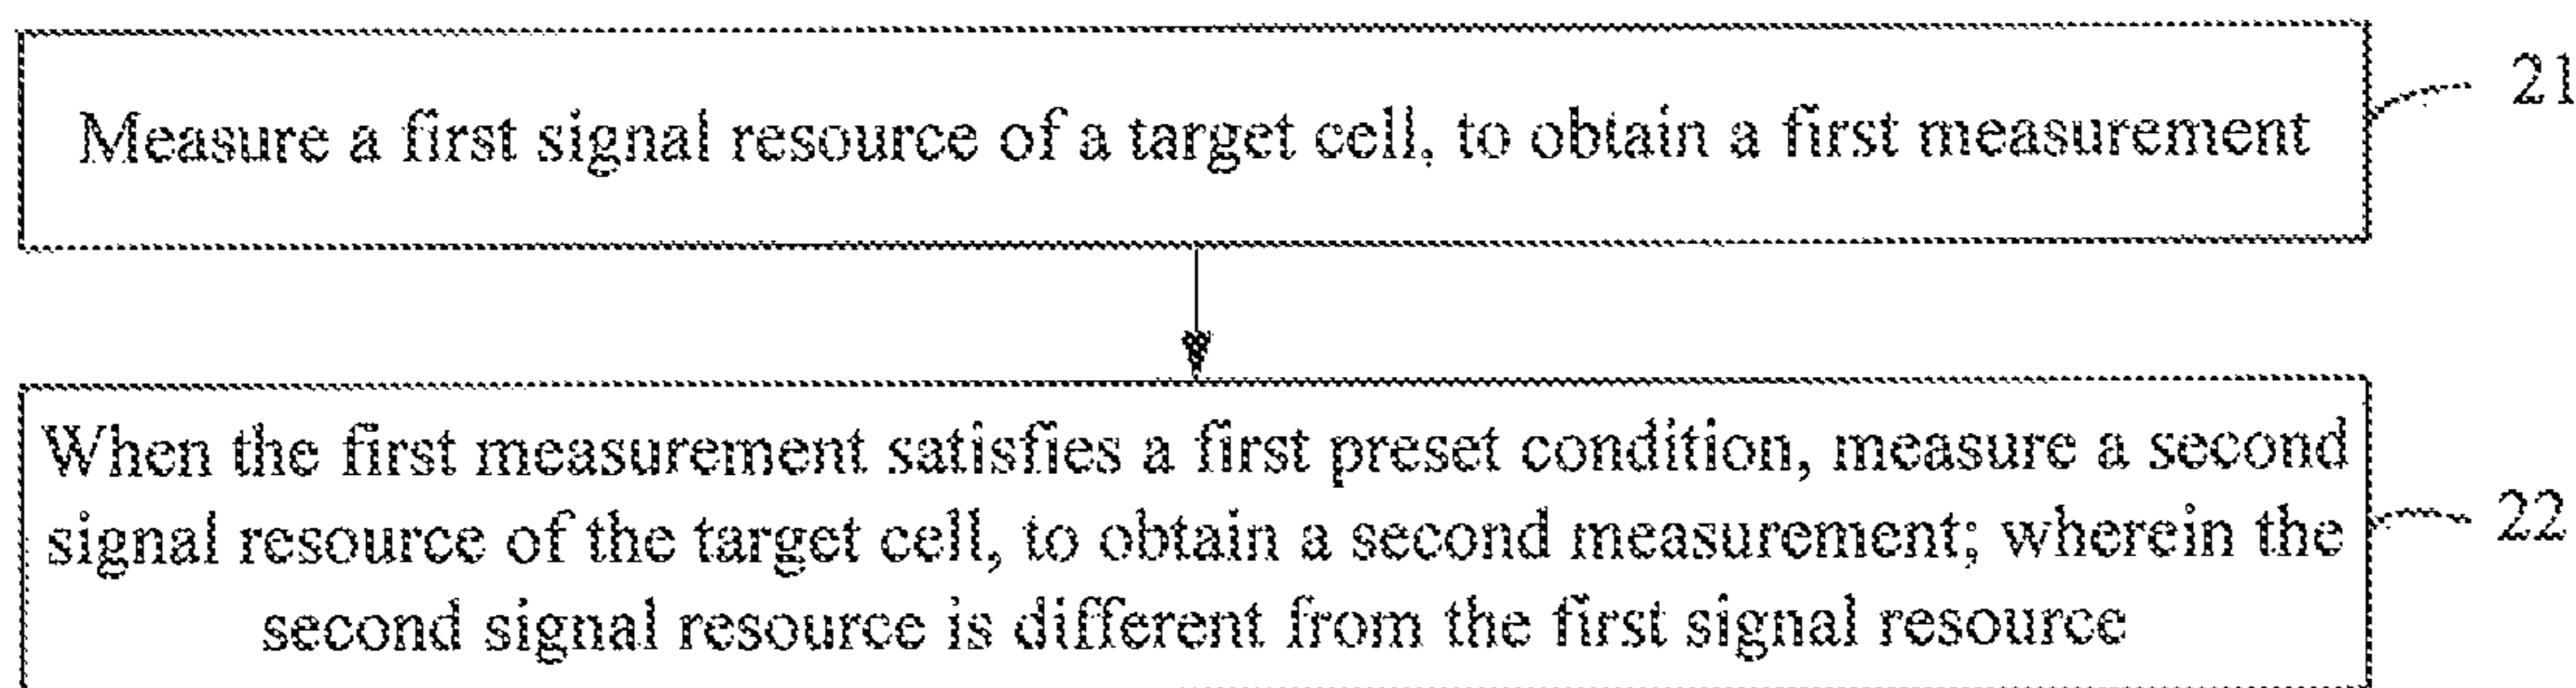 Measure a first signal resource of a target cell, to obtain a first measurement
21
When the first measurement satisfies a first preset condition, measure a second
signal resource of the target cell, to obtain a second measurement; wherein the
second signal resource is different from the first signal resource
22